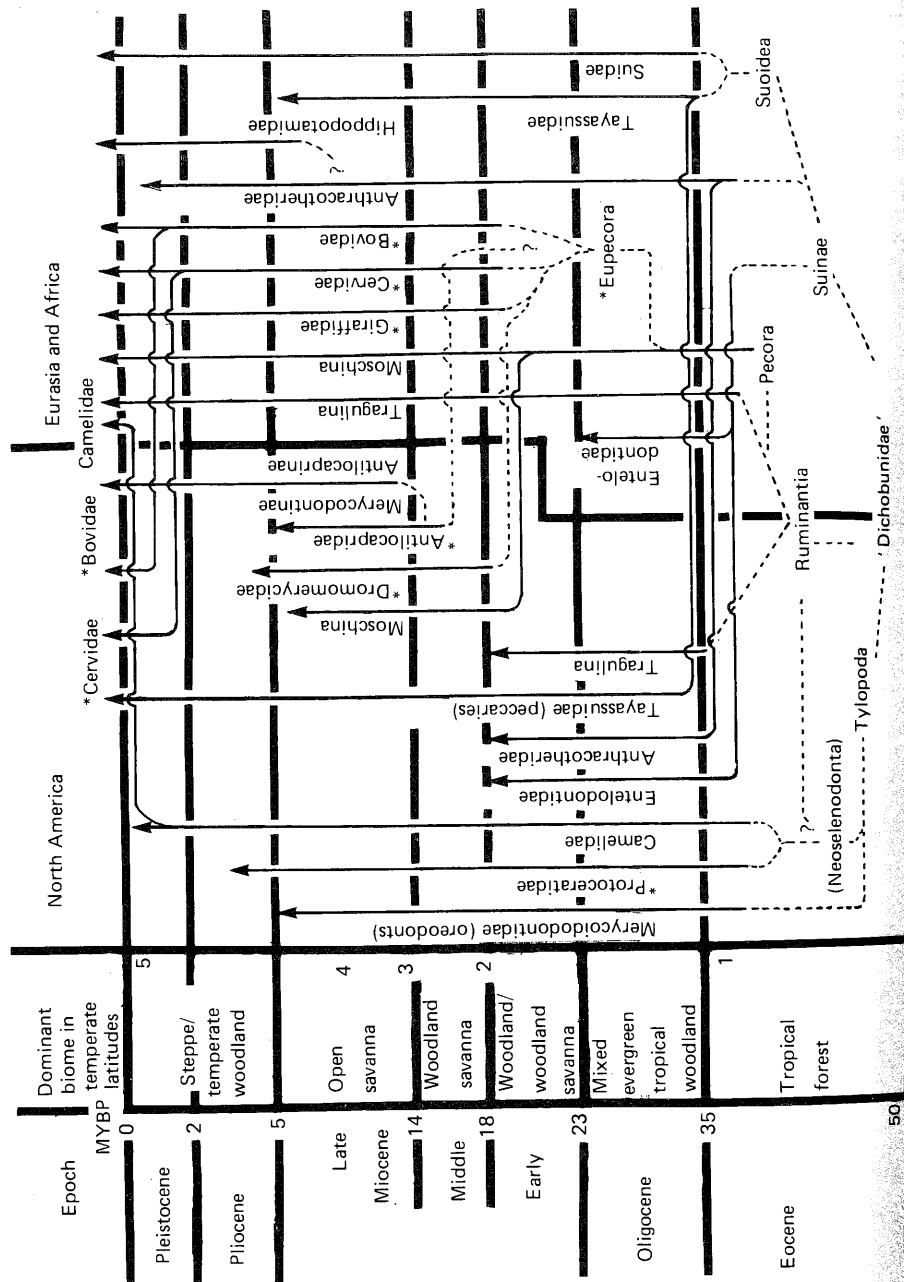 Epoch
MYBP
Dominant
biome in
temperate
latitudes
North America
Eurasia and Africa
*Cervidae
*Bovidae
Camelidae
0
Pleistocene
5
2
Pliocene
Steppe/
temperate
woodland
5
Late
Open
savanna
4
Miocene
3
14
Middle
Woodland
savanna
2
18
Early
Woodland/
woodland
savanna
23
Oligocene
Mixed
evergreen
tropical
woodland
35
1
Eocene
Tropical
forest
50
Merycoidodontidae (oreodonts)
*Protoceratidae
Camelidae
Entelodontidae
Anthracotheridae
Tayassuidae (peccaries)
Tragulina
Moschina
*Dromomerycidae
*Antilocapridae
Merycodontinae
Antilocaprinae
Entelo-
dontidae
Tragulina
Moschina
*Giraffidae
*Cervidae
*Bovidae
?
Anthracotheridae
?
Hippopotamidae
Tayassuidae
Suidae
*Eupecora
Suoidea
Suinae
Pecora
Ruminantia
?
(Neoselenodonta)
Tylopoda
Dichobunidae